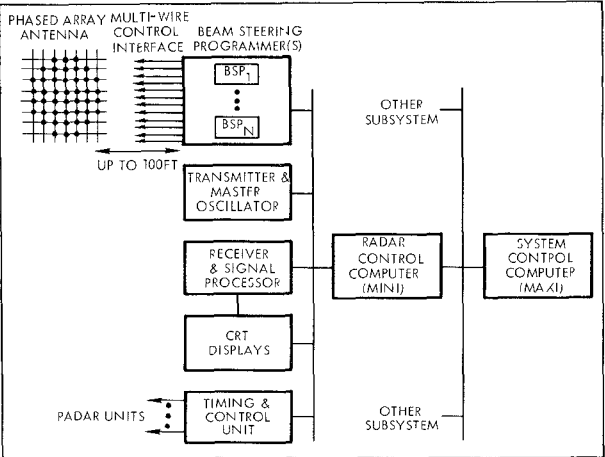 PHASED ARRAY
ANTENNA
MULTI-WIRE
CONTROL
INTERFACE
BEAM STEERING
PROGRAMMER(S)
BSP1
BSPN
UP TO 100FT
OTHER
SUBSYSTEM
TRANSMITTER &
MASTER
OSCILLATOR
RECEIVER
& SIGNAL
PROCESSOR
RADAR
CONTROL
COMPUTER
(MINI)
SYSTEM
CONTPOL
COMPUTEP
(MAXI)
CRT
DISPLAYS
PADAR UNITS
TIMING &
CONTROL
UNIT
OTHER
SUBSYSTEM